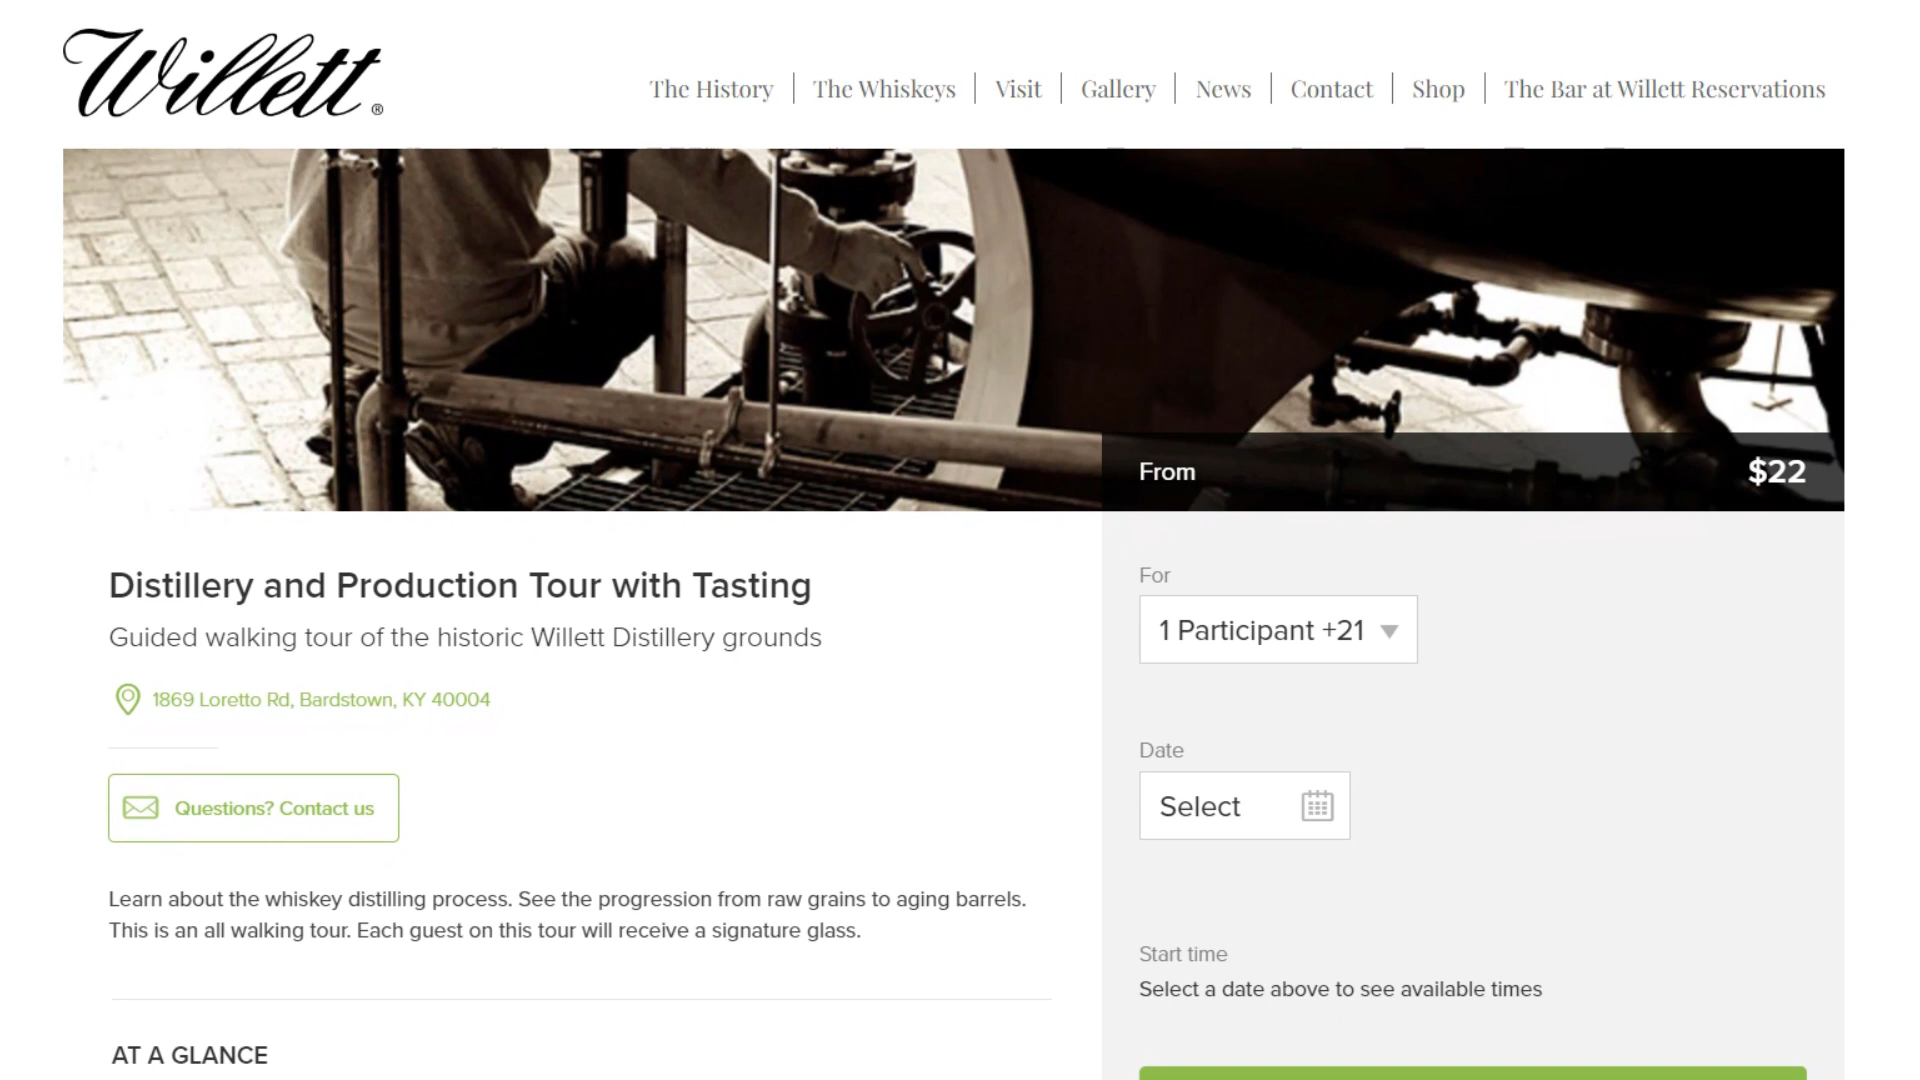 Willett®
The History
The Whiskeys
Visit
Gallery
News
Contact
Shop
The Bar at Willett Reservations
From
$22
Distillery and Production Tour with Tasting
Guided walking tour of the historic Willett Distillery grounds
1869 Loretto Rd, Bardstown, KY 40004
Questions? Contact us
Learn about the whiskey distilling process. See the progression from raw grains to aging barrels.
This is an all walking tour. Each guest on this tour will receive a signature glass.
AT A GLANCE
For
1 Participant +21
Date
Select
Start time
Select a date above to see available times